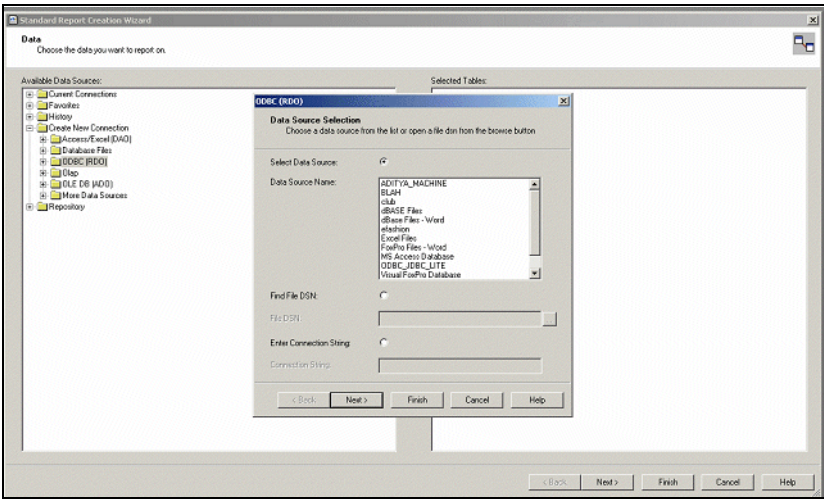 Standard Report Creation Wizard
Data
Choose the data you want to report on.
Available Data Sources:
Selected Tables:
Current Connections
Favorites
History
Create New Connection
Access/Excel (DAO)
Database Files
ODBC (RDO)
Olap
OLE DB (ADO)
More Data Sources
Repository
ODBC (RDO)
Data Source Selection
Choose a data source from the list or open a file dsn from the browse button
Select Data Source:
Data Source Name:
ADITYA_MACHINE
BLAH
club
dBASE Files
dBase Files - Word
efashion
Excel Files
FoxPro Files - Word
MS Access Database
ODBC_JDBC_LITE
Visual FoxPro Database
Find File DSN:
File DSN:
Enter Connection String:
Connection String:
< Back
Next >
Finish
Cancel
Help
< Back
Next >
Finish
Cancel
Help